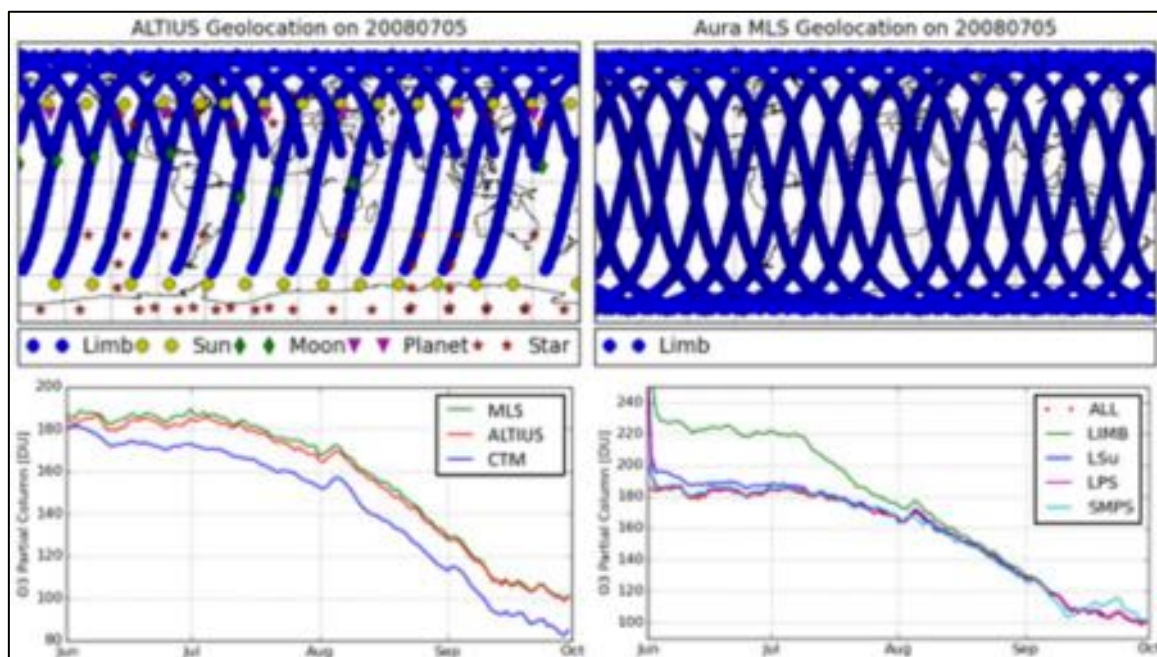 ALTIUS Geolocation on 20080705
Aura MLS Geolocation on 20080705
Limb Sun Moon Planet Star
Limb
200
180
160
140
120
100
80
O3 Partial Column [DU]
Jun Jul Aug Sep Oct
MLS
ALTIUS
CTM
240
220
200
180
160
140
120
100
O3 Partial Column [DU]
Jun Jul Aug Sep Oct
ALL
LIMB
LSu
LPS
SMPS